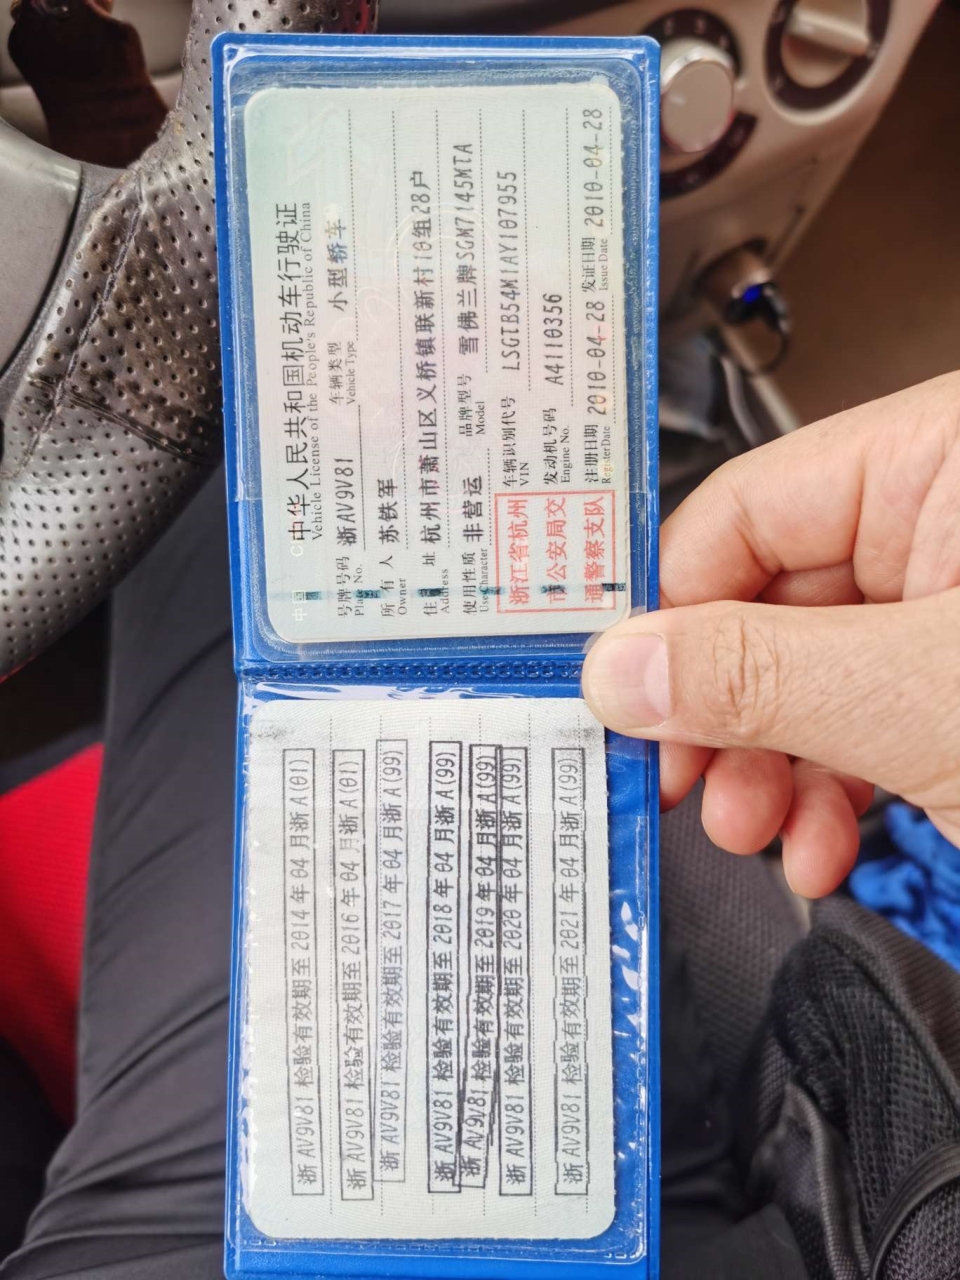 中华人民共和国机动车行驶证
Vehicle License of the People's Republic of China
号牌号码 浙AV9V81 车辆类型 小型轿车
Plate No. Vehicle Type
所有人 苏铁军
Owner
住址 杭州市萧山区义桥镇联新村10组28户
Address
使用性质 非营运 品牌型号 雪佛兰牌SGM7145MTA
Use Character Model
浙江省杭州
市公安局交
通警察支队
车辆识别代号 LSGTB54M1AY107955
VIN
发动机号码 A4110356
Engine No.
注册日期 2010-04-28 发证日期 2010-04-28
Register Date Issue Date
浙AV9V81 检验有效期至2014年04月浙A(01)
浙AV9V81 检验有效期至2016年04月浙A(01)
浙AV9V81 检验有效期至2017年04月浙A(99)
浙AV9V81 检验有效期至2018年04月浙A(99)
浙AV9V81 检验有效期至2019年04月浙A(99)
浙AV9V81 检验有效期至2020年04月浙A(99)
浙AV9V81 检验有效期至2021年04月浙A(99)